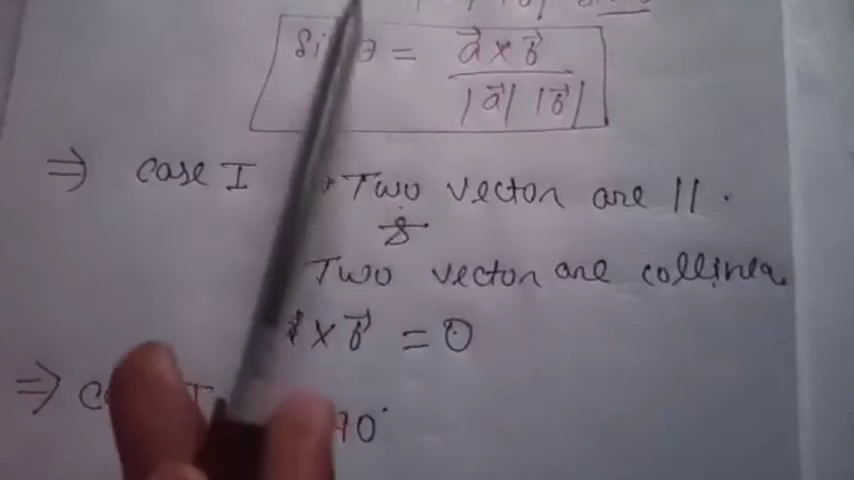 = a⃗ × b⃗ / |a⃗| |b⃗|
⇒ case I Two vector are ||.
Two vector are collinea
× b⃗ = 0
⇒
90°